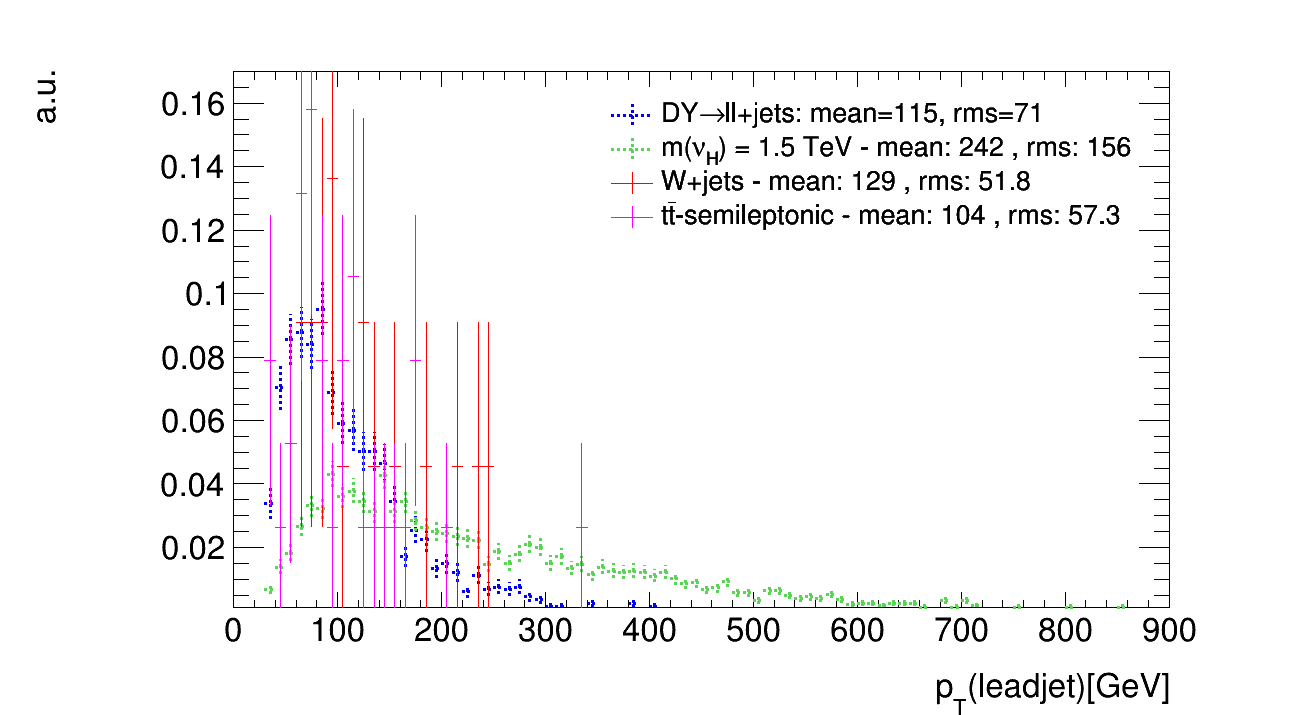 a.u.
0.16
0.14
0.12
0.1
0.08
0.06
0.04
0.02
DY→ll+jets: mean=115, rms=71
m(ν_H) = 1.5 TeV - mean: 242 , rms: 156
W+jets - mean: 129 , rms: 51.8
tt̄-semileptonic - mean: 104 , rms: 57.3
0 100 200 300 400 500 600 700 800 900
p_T(leadjet)[GeV]